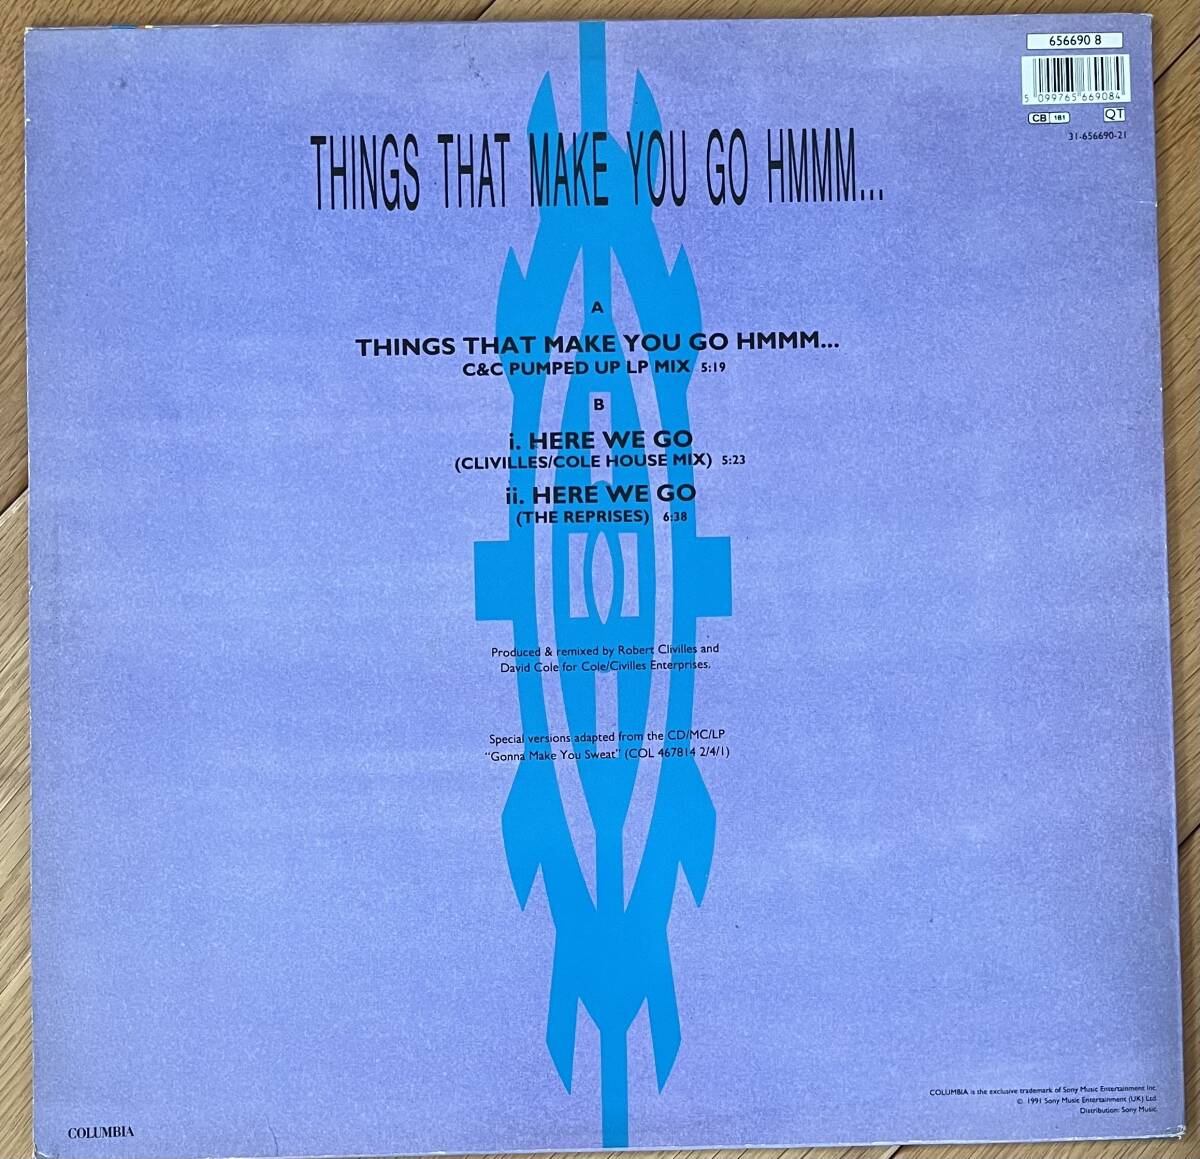 656690 8
5 099765 669084
CB 181 QT
31-656690-21
THINGS THAT MAKE YOU GO HMMM...
A
THINGS THAT MAKE YOU GO HMMM...
C&C PUMPED UP LP MIX 5:19
B
i. HERE WE GO
(CLIVILLES/COLE HOUSE MIX) 5:23
ii. HERE WE GO
(THE REPRISES) 6:38
Produced & remixed by Robert Clivilles and
David Cole for Cole/Civilles Enterprises.
Special versions adapted from the CD/MC/LP
"Gonna Make You Sweat" (COL 467814 2/4/1)
COLUMBIA is the exclusive trademark of Sony Music Entertainment Inc.
© 1991 Sony Music Entertainment (UK) Ltd.
Distribution: Sony Music
COLUMBIA